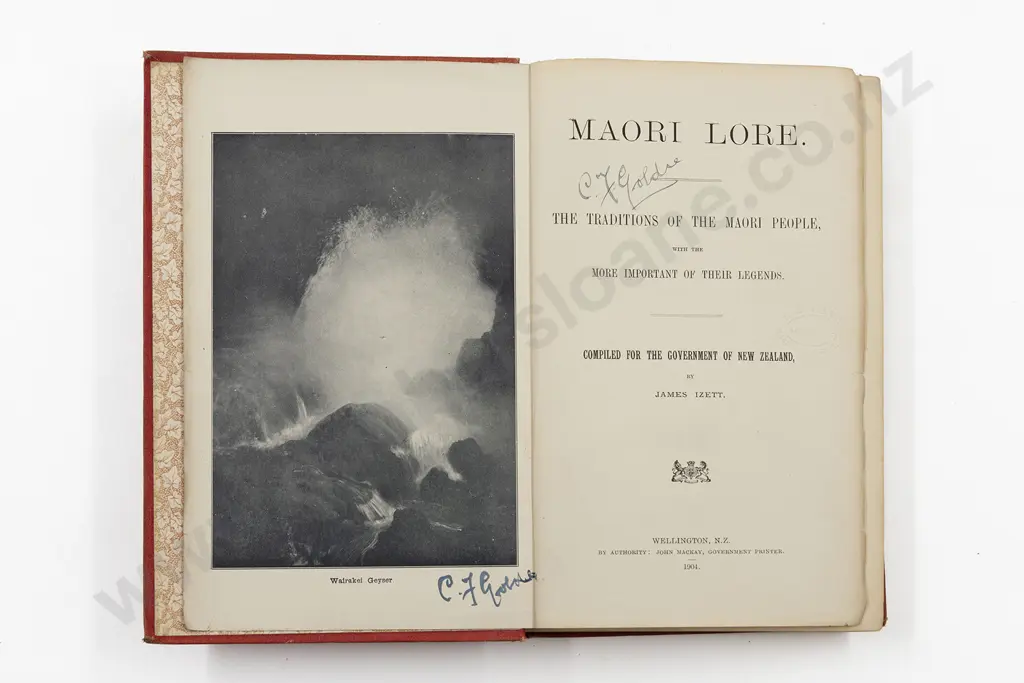 Wairakei Geyser
C. F Goldie
MAORI LORE.
C. F Goldie
THE TRADITIONS OF THE MAORI PEOPLE,
WITH THE
MORE IMPORTANT OF THEIR LEGENDS.
COMPILED FOR THE GOVERNMENT OF NEW ZEALAND,
BY
JAMES IZETT.
WELLINGTON, N.Z.
BY AUTHORITY: JOHN MACKAY, GOVERNMENT PRINTER.
1904.